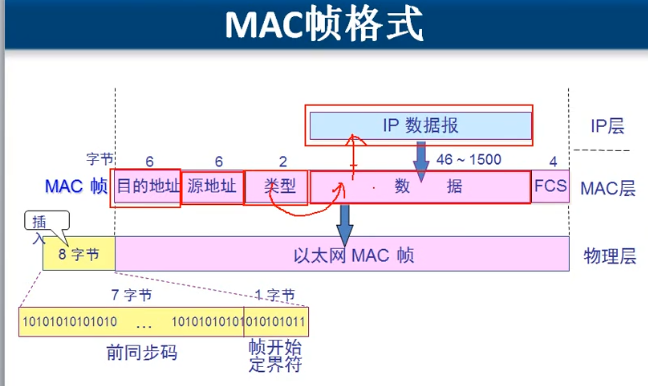 MAC帧格式
IP 数据报
IP层
字节
6
6
2
46 ~ 1500
4
MAC 帧
目的地址
源地址
类型
数 据
FCS
MAC层
插入
8 字节
以太网 MAC 帧
物理层
7 字节
1 字节
10101010101010 ... 10101010101010101011
前同步码
帧开始
定界符